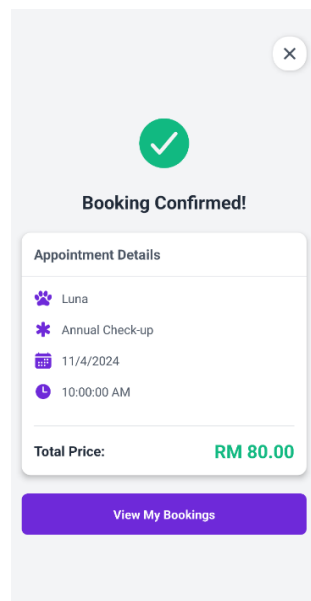 Booking Confirmed!
Appointment Details
Luna
Annual Check-up
11/4/2024
10:00:00 AM
Total Price: RM 80.00
View My Bookings